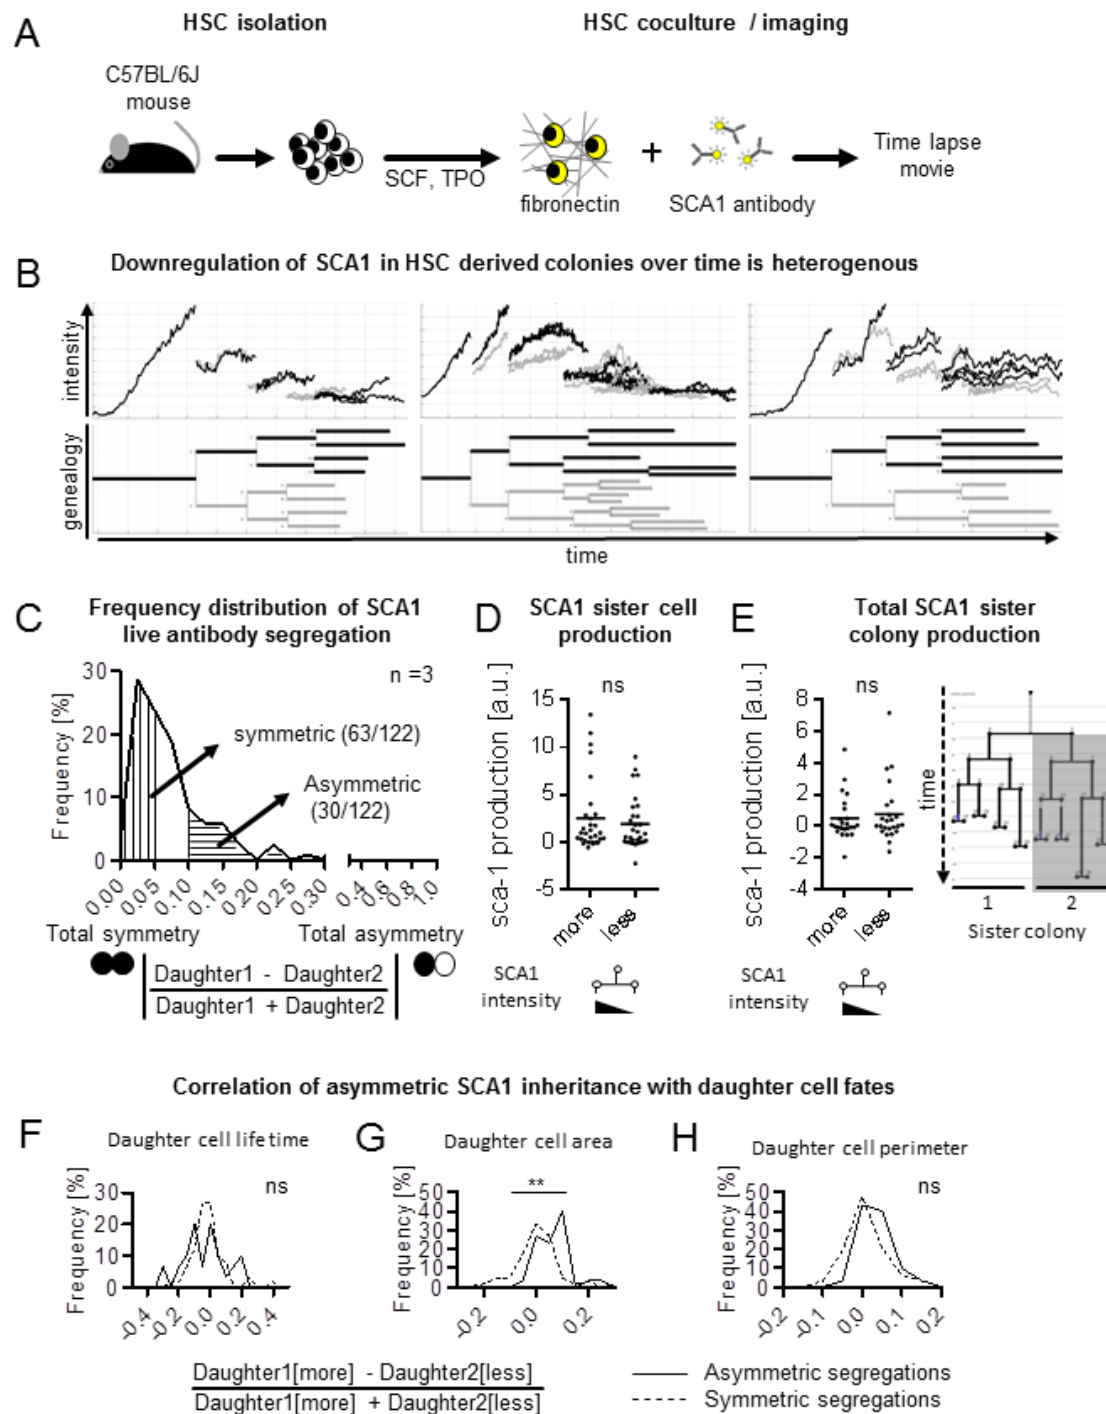 A
HSC isolation
HSC coculture / imaging
C57BL/6J
mouse
SCF, TPO
fibronectin
+
SCA1 antibody
Time lapse
movie
B
Downregulation of SCA1 in HSC derived colonies over time is heterogenous
intensity
genealogy
time
C
Frequency distribution of SCA1
live antibody segregation
n =3
Frequency [%]
30
20
10
0
symmetric (63/122)
Asymmetric
(30/122)
0.00
0.05
0.10
0.15
0.20
0.25
0.30
0.4
0.6
0.8
1.0
Total symmetry
Total asymmetry
Daughter1 - Daughter2
Daughter1 + Daughter2
D
SCA1 sister cell
production
sca-1 production [a.u.]
ns
15
10
5
0
-5
more
less
SCA1
intensity
E
Total SCA1 sister
colony production
sca-1 production [a.u.]
ns
8
6
4
2
0
-2
-4
more
less
SCA1
intensity
time
1
2
Sister colony
Correlation of asymmetric SCA1 inheritance with daughter cell fates
F
Daughter cell life time
Frequency [%]
ns
30
20
10
0
-0.4
-0.2
0.0
0.2
0.4
G
Daughter cell area
Frequency [%]
**
50
40
30
20
10
0
-0.2
0.0
0.2
H
Daughter cell perimeter
Frequency [%]
ns
50
40
30
20
10
0
-0.2
-0.1
0.0
0.1
0.2
Daughter1[more] - Daughter2[less]
Daughter1[more] + Daughter2[less]
Asymmetric segregations
Symmetric segregations